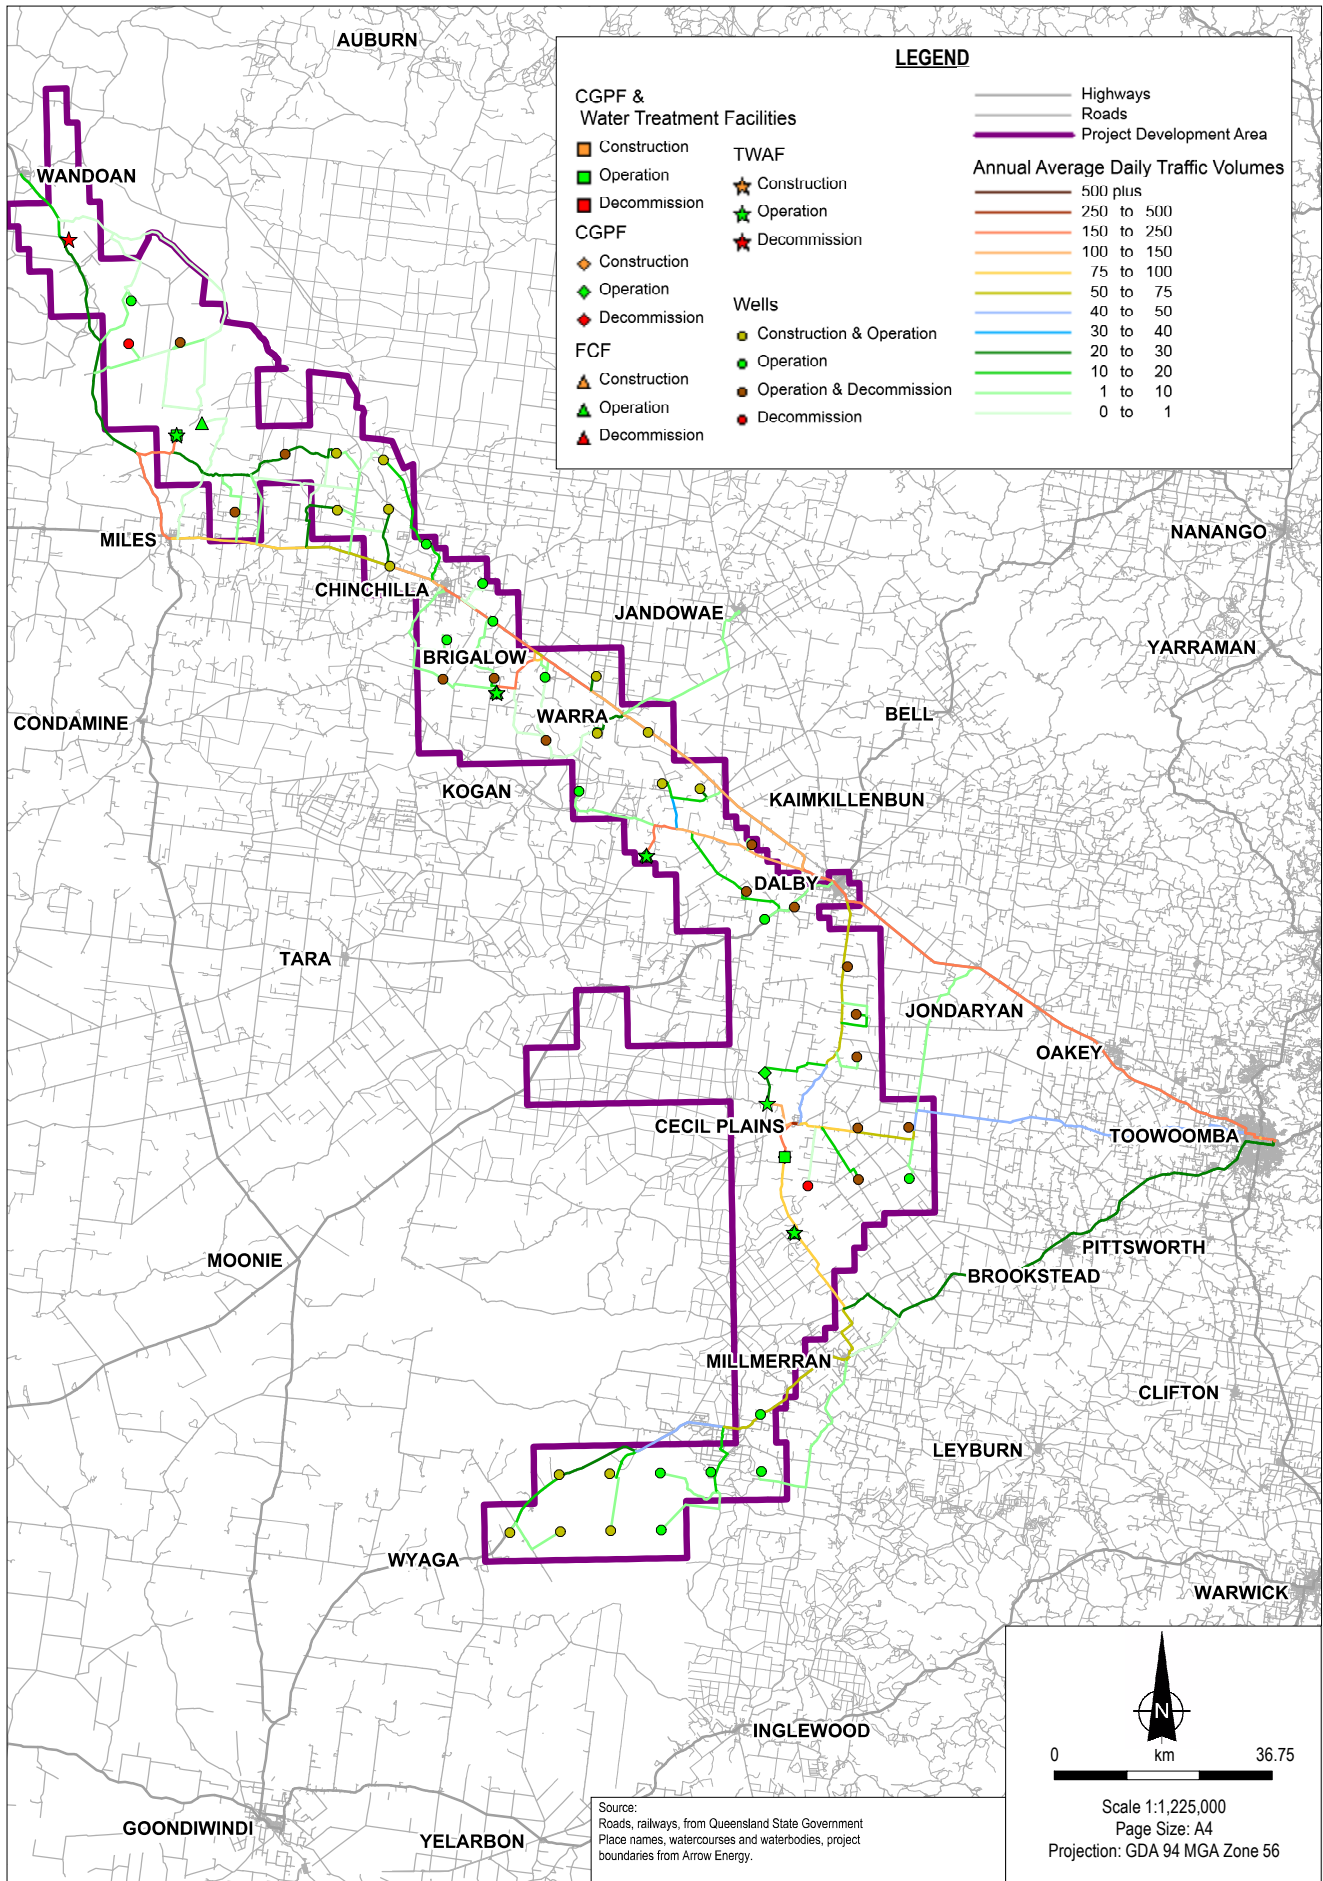 AUBURN
LEGEND
CGPF &
Water Treatment Facilities
Construction
Operation
Decommission
CGPF
Construction
Operation
Decommission
FCF
Construction
Operation
Decommission
TWAF
Construction
Operation
Decommission
Wells
Construction & Operation
Operation
Operation & Decommission
Decommission
Highways
Roads
Project Development Area
Annual Average Daily Traffic Volumes
500 plus
250 to 500
150 to 250
100 to 150
75 to 100
50 to 75
40 to 50
30 to 40
20 to 30
10 to 20
1 to 10
0 to 1
WANDOAN
MILES
NANANGO
CHINCHILLA
JANDOWAE
YARRAMAN
BRIGALOW
CONDAMINE
WARRA
BELL
KOGAN
KAIMKILLENBUN
DALBY
TARA
JONDARYAN
OAKEY
CECIL PLAINS
TOOWOOMBA
MOONIE
PITTSWORTH
BROOKSTEAD
MILLMERRAN
CLIFTON
LEYBURN
WYAGA
WARWICK
INGLEWOOD
GOONDIWINDI
YELARBON
N
0 km 36.75
Scale 1:1,225,000
Page Size: A4
Projection: GDA 94 MGA Zone 56
Source:
Roads, railways, from Queensland State Government
Place names, watercourses and waterbodies, project
boundaries from Arrow Energy.